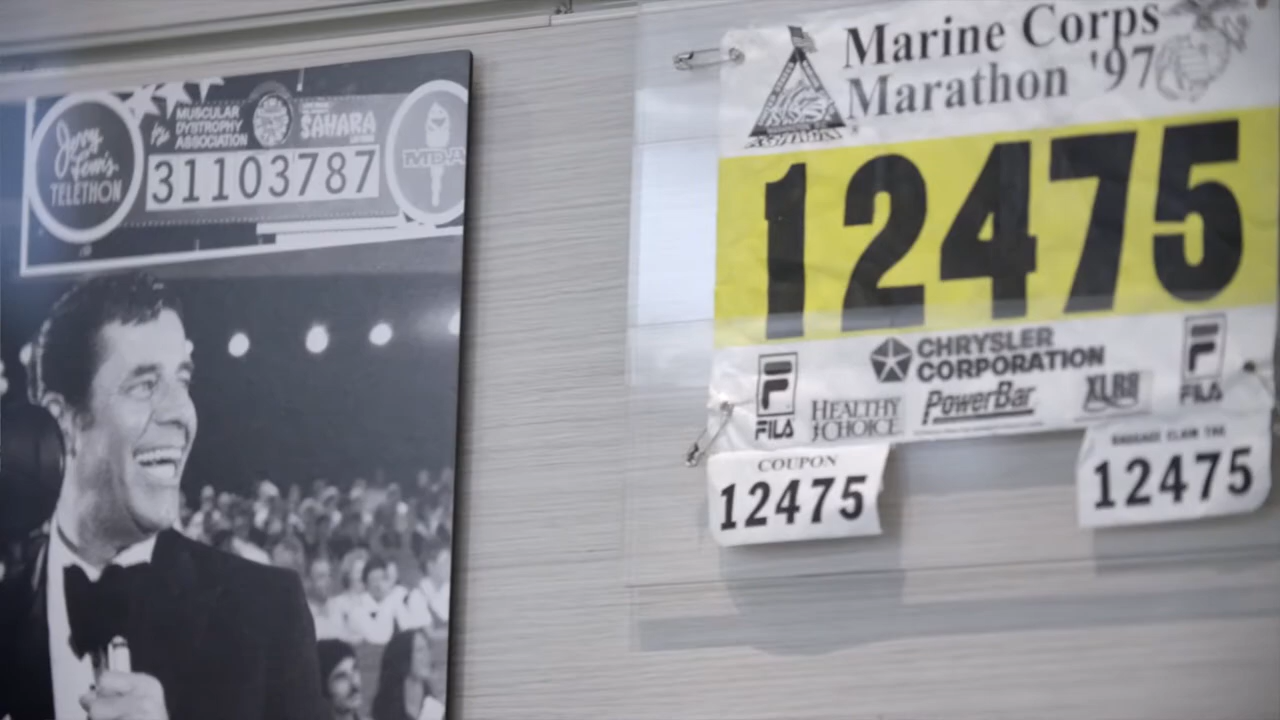 Jerry
Lewis
TELETHON
MUSCULAR
DYSTROPHY
ASSOCIATION
SAHARA
31103787
MDA
Marine Corps
Marathon '97
12475
CHRYSLER
CORPORATION
FILA
HEALTHY
CHOICE
PowerBar
XLR8
FILA
COUPON
12475
BAGGAGE CLAIM TAG
12475